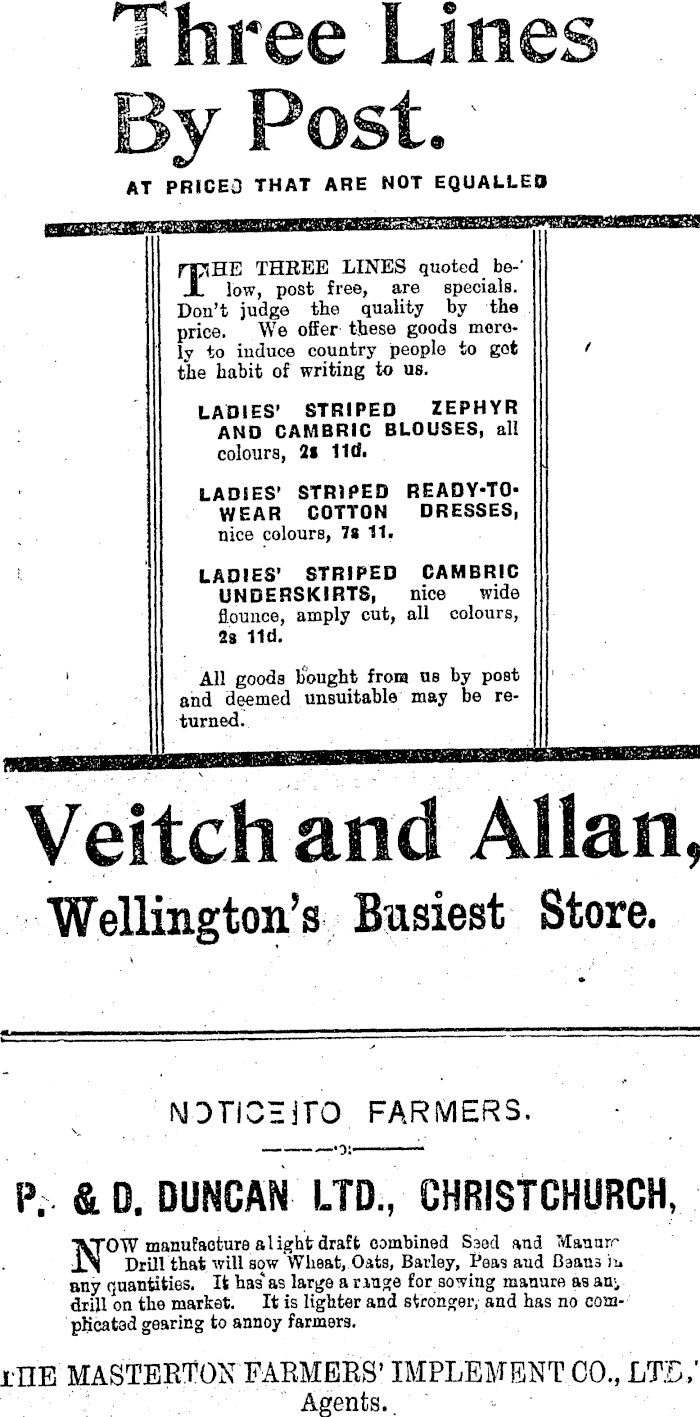 Three Lines
By Post.
AT PRICES THAT ARE NOT EQUALLED
THE THREE LINES quoted be-
low, post free, are specials.
Don't judge the quality by the
price. We offer these goods mere-
ly to induce country people to get
the habit of writing to us.
LADIES' STRIPED ZEPHYR
AND CAMBRIC BLOUSES, all
colours, 2s 11d.
LADIES' STRIPED READY-TO-
WEAR COTTON DRESSES,
nice colours, 7s 11.
LADIES' STRIPED CAMBRIC
UNDERSKIRTS, nice wide
flounce, amply cut, all colours,
2s 11d.
All goods bought from us by post
and deemed unsuitable may be re-
turned.
Veitch and Allan,
Wellington's Busiest Store.
NOTICE TO FARMERS.
P. & D. DUNCAN LTD., CHRISTCHURCH,
NOW manufacture a light draft combined Seed and Manure
Drill that will sow Wheat, Oats, Barley, Peas and Beans in
any quantities. It has as large a range for sowing manure as any
drill on the market. It is lighter and stronger, and has no com-
plicated gearing to annoy farmers.
THE MASTERTON FARMERS' IMPLEMENT CO., LTD,
Agents.